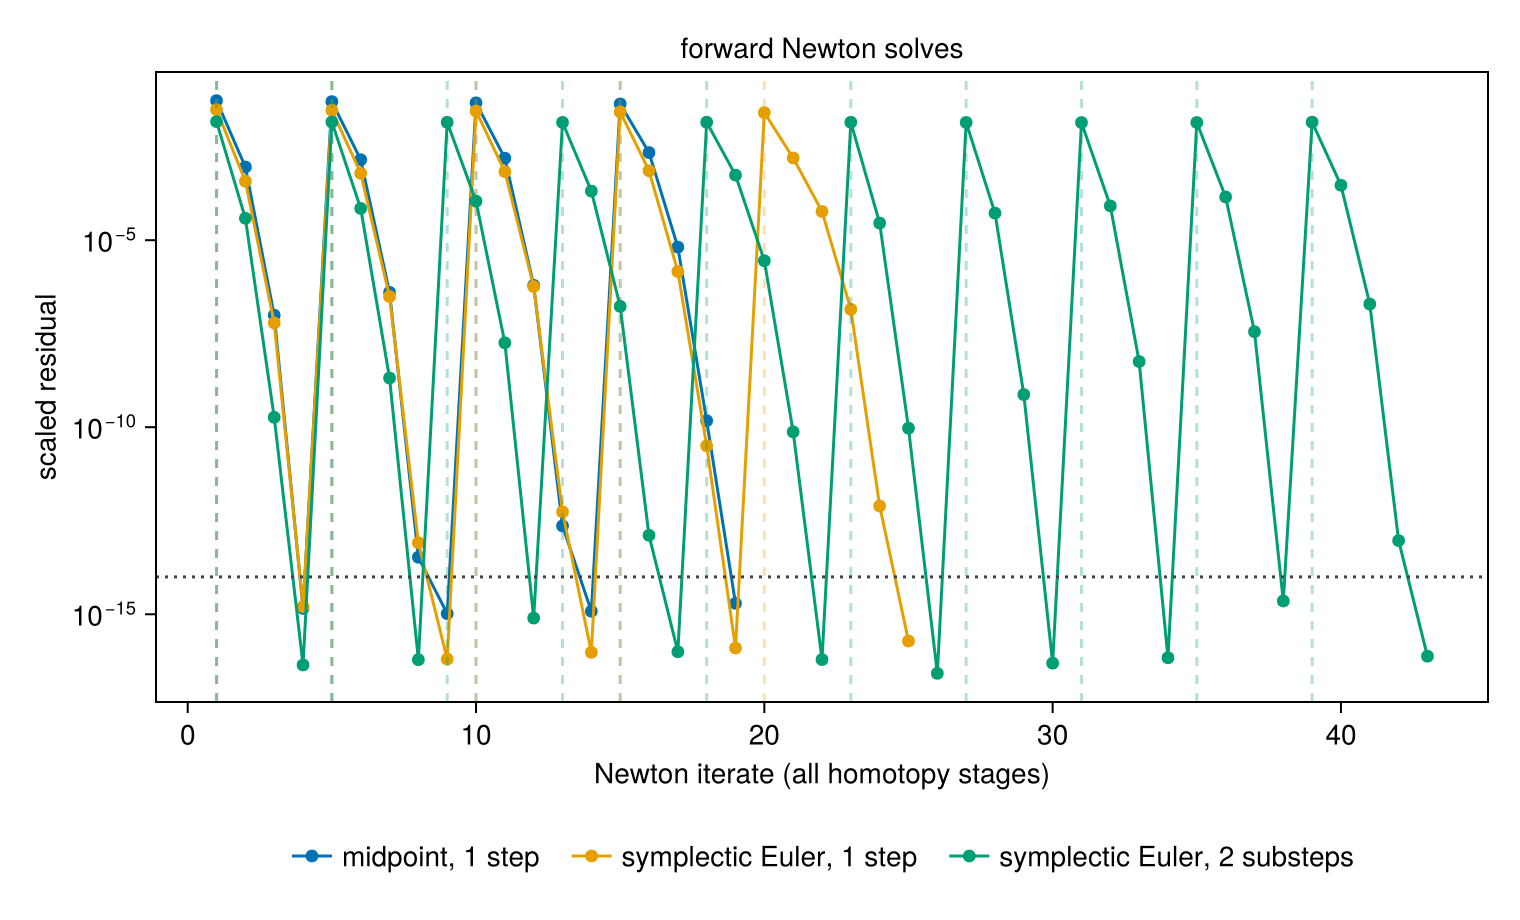 forward Newton solves
scaled residual
10⁻⁵
10⁻¹⁰
10⁻¹⁵
0 10 20 30 40
Newton iterate (all homotopy stages)
midpoint, 1 step symplectic Euler, 1 step symplectic Euler, 2 substeps